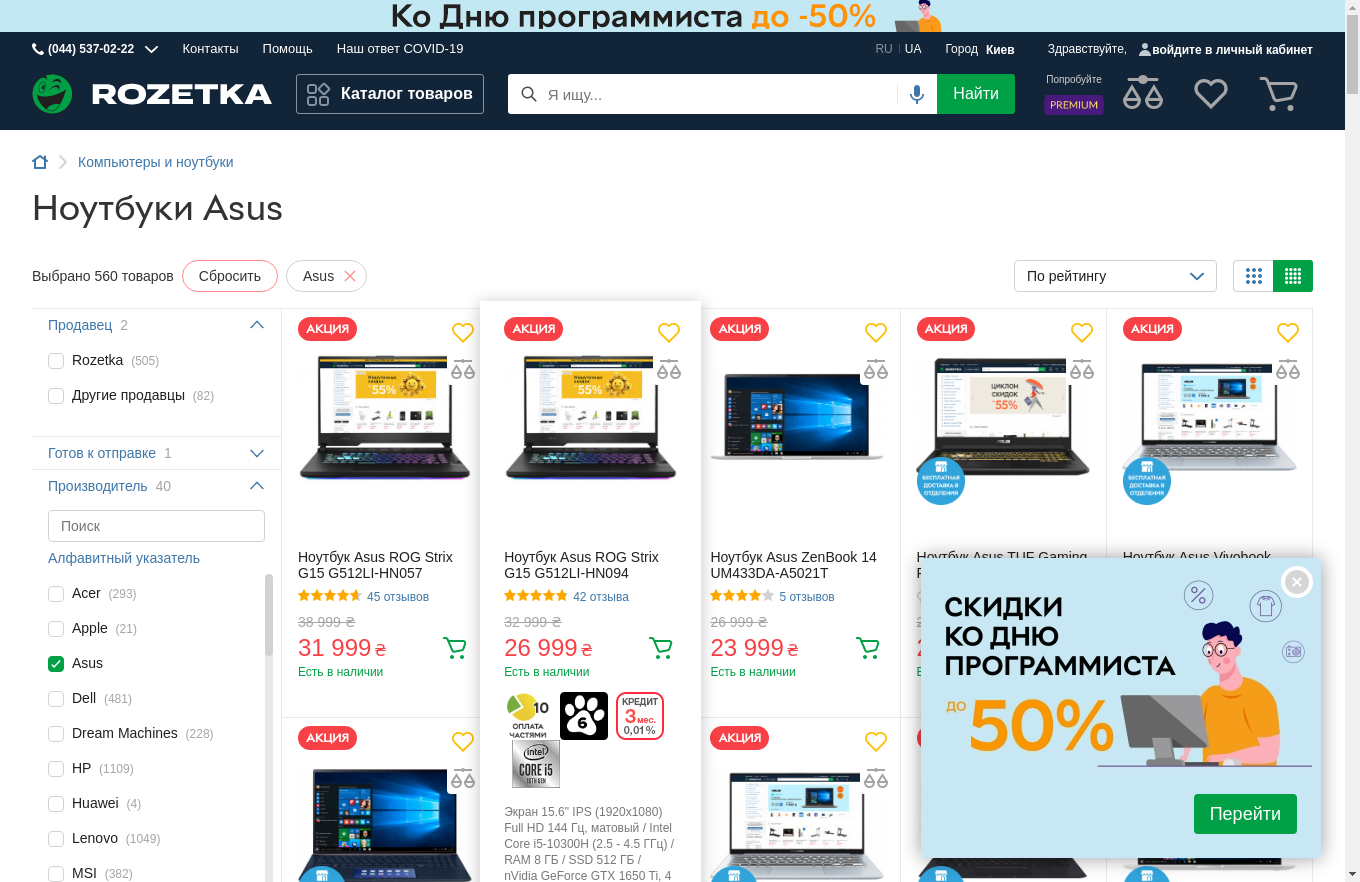 Ко Дню программиста до -50%
(044) 537-02-22
Контакты
Помощь
Наш ответ COVID-19
RU
UA
Город Киев
Здравствуйте, войдите в личный кабинет
ROZETKA
Каталог товаров
Я ищу...
Найти
Попробуйте
PREMIUM
Компьютеры и ноутбуки
Ноутбуки Asus
Выбрано 560 товаров
Сбросить
Asus
По рейтингу
Продавец 2
Rozetka (505)
Другие продавцы (82)
Готов к отправке 1
Производитель 40
Поиск
Алфавитный указатель
Acer (293)
Apple (21)
Asus
Dell (481)
Dream Machines (228)
HP (1109)
Huawei (4)
Lenovo (1049)
MSI (382)
АКЦИЯ
55%
Ноутбук Asus ROG Strix
G15 G512LI-HN057
45 отзывов
38 999 ₴
31 999 ₴
Есть в наличии
АКЦИЯ
55%
Ноутбук Asus ROG Strix
G15 G512LI-HN094
42 отзыва
32 999 ₴
26 999 ₴
Есть в наличии
10
ОПЛАТА
ЧАСТЯМИ
6
КРЕДИТ
3 мес.
0,01%
intel
CORE i5
10TH GEN
Экран 15.6" IPS (1920x1080)
Full HD 144 Гц, матовый / Intel
Core i5-10300H (2.5 - 4.5 ГГц) /
RAM 8 ГБ / SSD 512 ГБ /
nVidia GeForce GTX 1650 Ti, 4
АКЦИЯ
Ноутбук Asus ZenBook 14
UM433DA-A5021T
5 отзывов
26 999 ₴
23 999 ₴
Есть в наличии
АКЦИЯ
ЦИКЛОН
СКИДОК
55%
БЕСПЛАТНАЯ
ДОСТАВКА В
ОТДЕЛЕНИЯ
Ноутбук Asus TUF Gaming
АКЦИЯ
БЕСПЛАТНАЯ
ДОСТАВКА В
ОТДЕЛЕНИЯ
Ноутбук Asus Vivobook
АКЦИЯ
АКЦИЯ
СКИДКИ
КО ДНЮ
ПРОГРАММИСТА
ДО 50%
Перейти